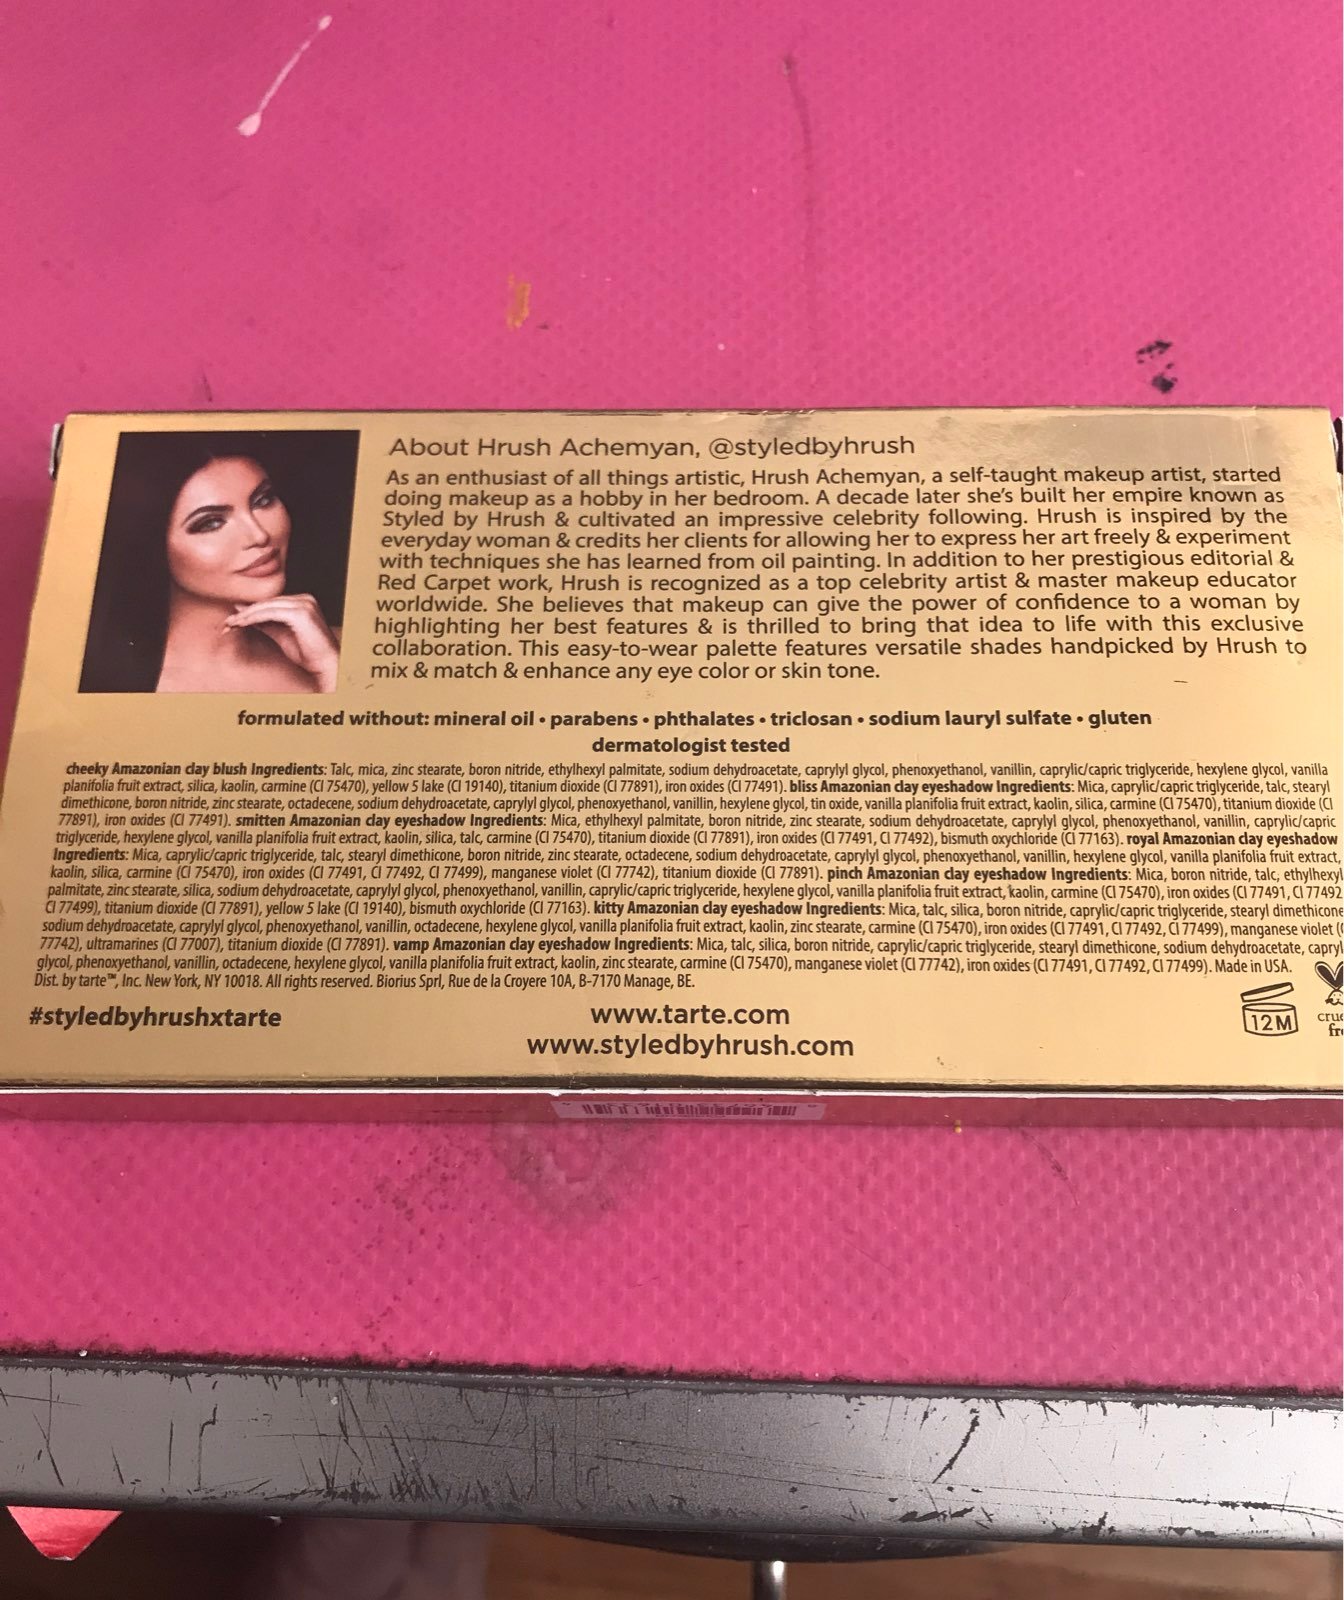 About Hrush Achemyan, @styledbyhrush
As an enthusiast of all things artistic, Hrush Achemyan, a self-taught makeup artist, started
doing makeup as a hobby in her bedroom. A decade later she's built her empire known as
Styled by Hrush & cultivated an impressive celebrity following. Hrush is inspired by the
everyday woman & credits her clients for allowing her to express her art freely & experiment
with techniques she has learned from oil painting. In addition to her prestigious editorial &
Red Carpet work, Hrush is recognized as a top celebrity artist & master makeup educator
worldwide. She believes that makeup can give the power of confidence to a woman by
highlighting her best features & is thrilled to bring that idea to life with this exclusive
collaboration. This easy-to-wear palette features versatile shades handpicked by Hrush to
mix & match & enhance any eye color or skin tone.
formulated without: mineral oil • parabens • phthalates • triclosan • sodium lauryl sulfate • gluten
dermatologist tested
cheeky Amazonian clay blush Ingredients: Talc, mica, zinc stearate, boron nitride, ethylhexyl palmitate, sodium dehydroacetate, caprylyl glycol, phenoxyethanol, vanillin, caprylic/capric triglyceride, hexylene glycol, vanilla
planifolia fruit extract, silica, kaolin, carmine (CI 75470), yellow 5 lake (CI 19140), titanium dioxide (CI 77891), iron oxides (CI 77491). bliss Amazonian clay eyeshadow Ingredients: Mica, caprylic/capric triglyceride, talc, stearyl
dimethicone, boron nitride, zinc stearate, octadecene, sodium dehydroacetate, caprylyl glycol, phenoxyethanol, vanillin, hexylene glycol, tin oxide, vanilla planifolia fruit extract, kaolin, silica, carmine (CI 75470), titanium dioxide (CI
77891), iron oxides (CI 77491). smitten Amazonian clay eyeshadow Ingredients: Mica, ethylhexyl palmitate, boron nitride, zinc stearate, sodium dehydroacetate, caprylyl glycol, phenoxyethanol, vanillin, caprylic/capric
triglyceride, hexylene glycol, vanilla planifolia fruit extract, kaolin, silica, talc, carmine (CI 75470), titanium dioxide (CI 77891), iron oxides (CI 77491, CI 77492), bismuth oxychloride (CI 77163). royal Amazonian clay eyeshadow
Ingredients: Mica, caprylic/capric triglyceride, talc, stearyl dimethicone, boron nitride, zinc stearate, octadecene, sodium dehydroacetate, caprylyl glycol, phenoxyethanol, vanillin, hexylene glycol, vanilla planifolia fruit extract,
kaolin, silica, carmine (CI 75470), iron oxides (CI 77491, CI 77492, CI 77499), manganese violet (CI 77742), titanium dioxide (CI 77891). pinch Amazonian clay eyeshadow Ingredients: Mica, boron nitride, talc, ethylhexyl
palmitate, zinc stearate, silica, sodium dehydroacetate, caprylyl glycol, phenoxyethanol, vanillin, caprylic/capric triglyceride, hexylene glycol, vanilla planifolia fruit extract, kaolin, carmine (CI 75470), iron oxides (CI 77491, CI 77492
CI 77499), titanium dioxide (CI 77891), yellow 5 lake (CI 19140), bismuth oxychloride (CI 77163). kitty Amazonian clay eyeshadow Ingredients: Mica, talc, silica, boron nitride, caprylic/capric triglyceride, stearyl dimethicone
sodium dehydroacetate, caprylyl glycol, phenoxyethanol, vanillin, octadecene, hexylene glycol, vanilla planifolia fruit extract, kaolin, zinc stearate, carmine (CI 75470), iron oxides (CI 77491, CI 77492, CI 77499), manganese violet (
77742), ultramarines (CI 77007), titanium dioxide (CI 77891). vamp Amazonian clay eyeshadow Ingredients: Mica, talc, silica, boron nitride, caprylic/capric triglyceride, stearyl dimethicone, sodium dehydroacetate, capryl
glycol, phenoxyethanol, vanillin, octadecene, hexylene glycol, vanilla planifolia fruit extract, kaolin, zinc stearate, carmine (CI 75470), manganese violet (CI 77742), iron oxides (CI 77491, CI 77492, CI 77499). Made in USA.
Dist. by tarte™, Inc. New York, NY 10018. All rights reserved. Biorius Sprl, Rue de la Croyere 10A, B-7170 Manage, BE.
#styledbyhrushxtarte
www.tarte.com
www.styledbyhrush.com
12M